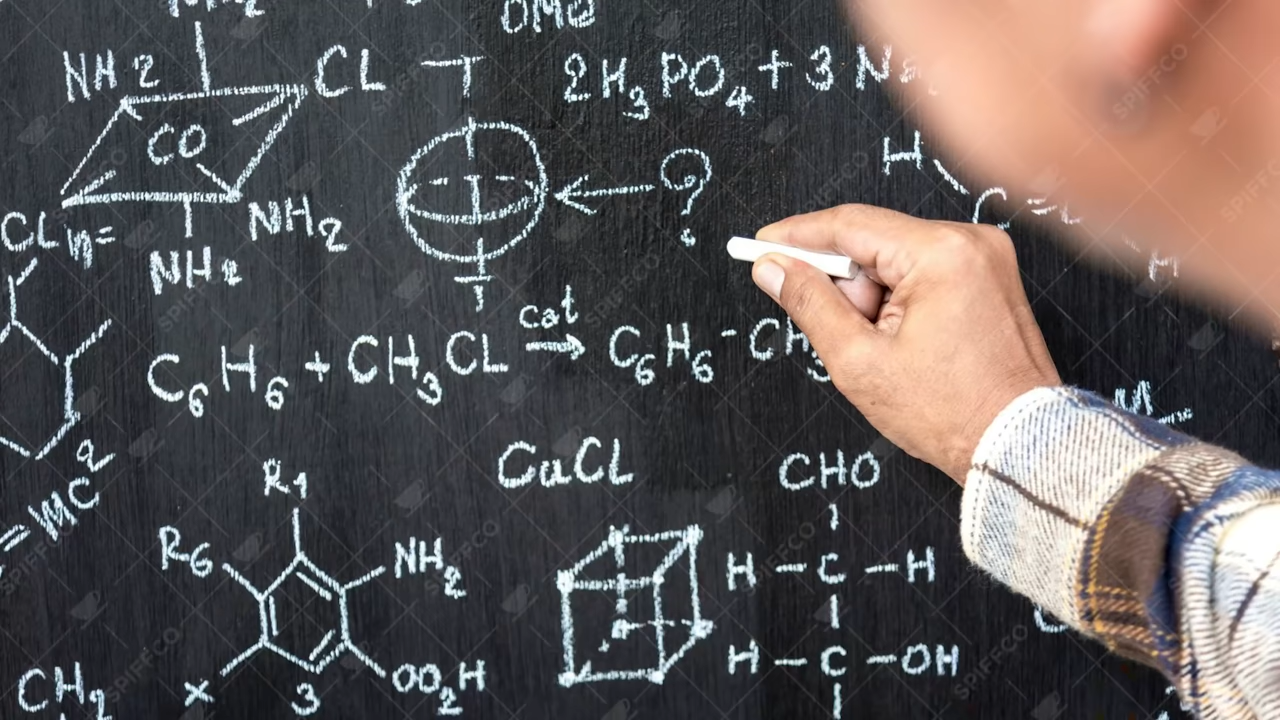 OMe
NH2 CL T 2H3PO4 + 3Na
CO
?
H
CL n= NH2 NH2
H
C6H6 + CH3CL cat → C6H6-CH3
CuCL CHO
MC2
R1
R6 NH2 H-C-H
H-C-OH
X 3 OO2H
CH2